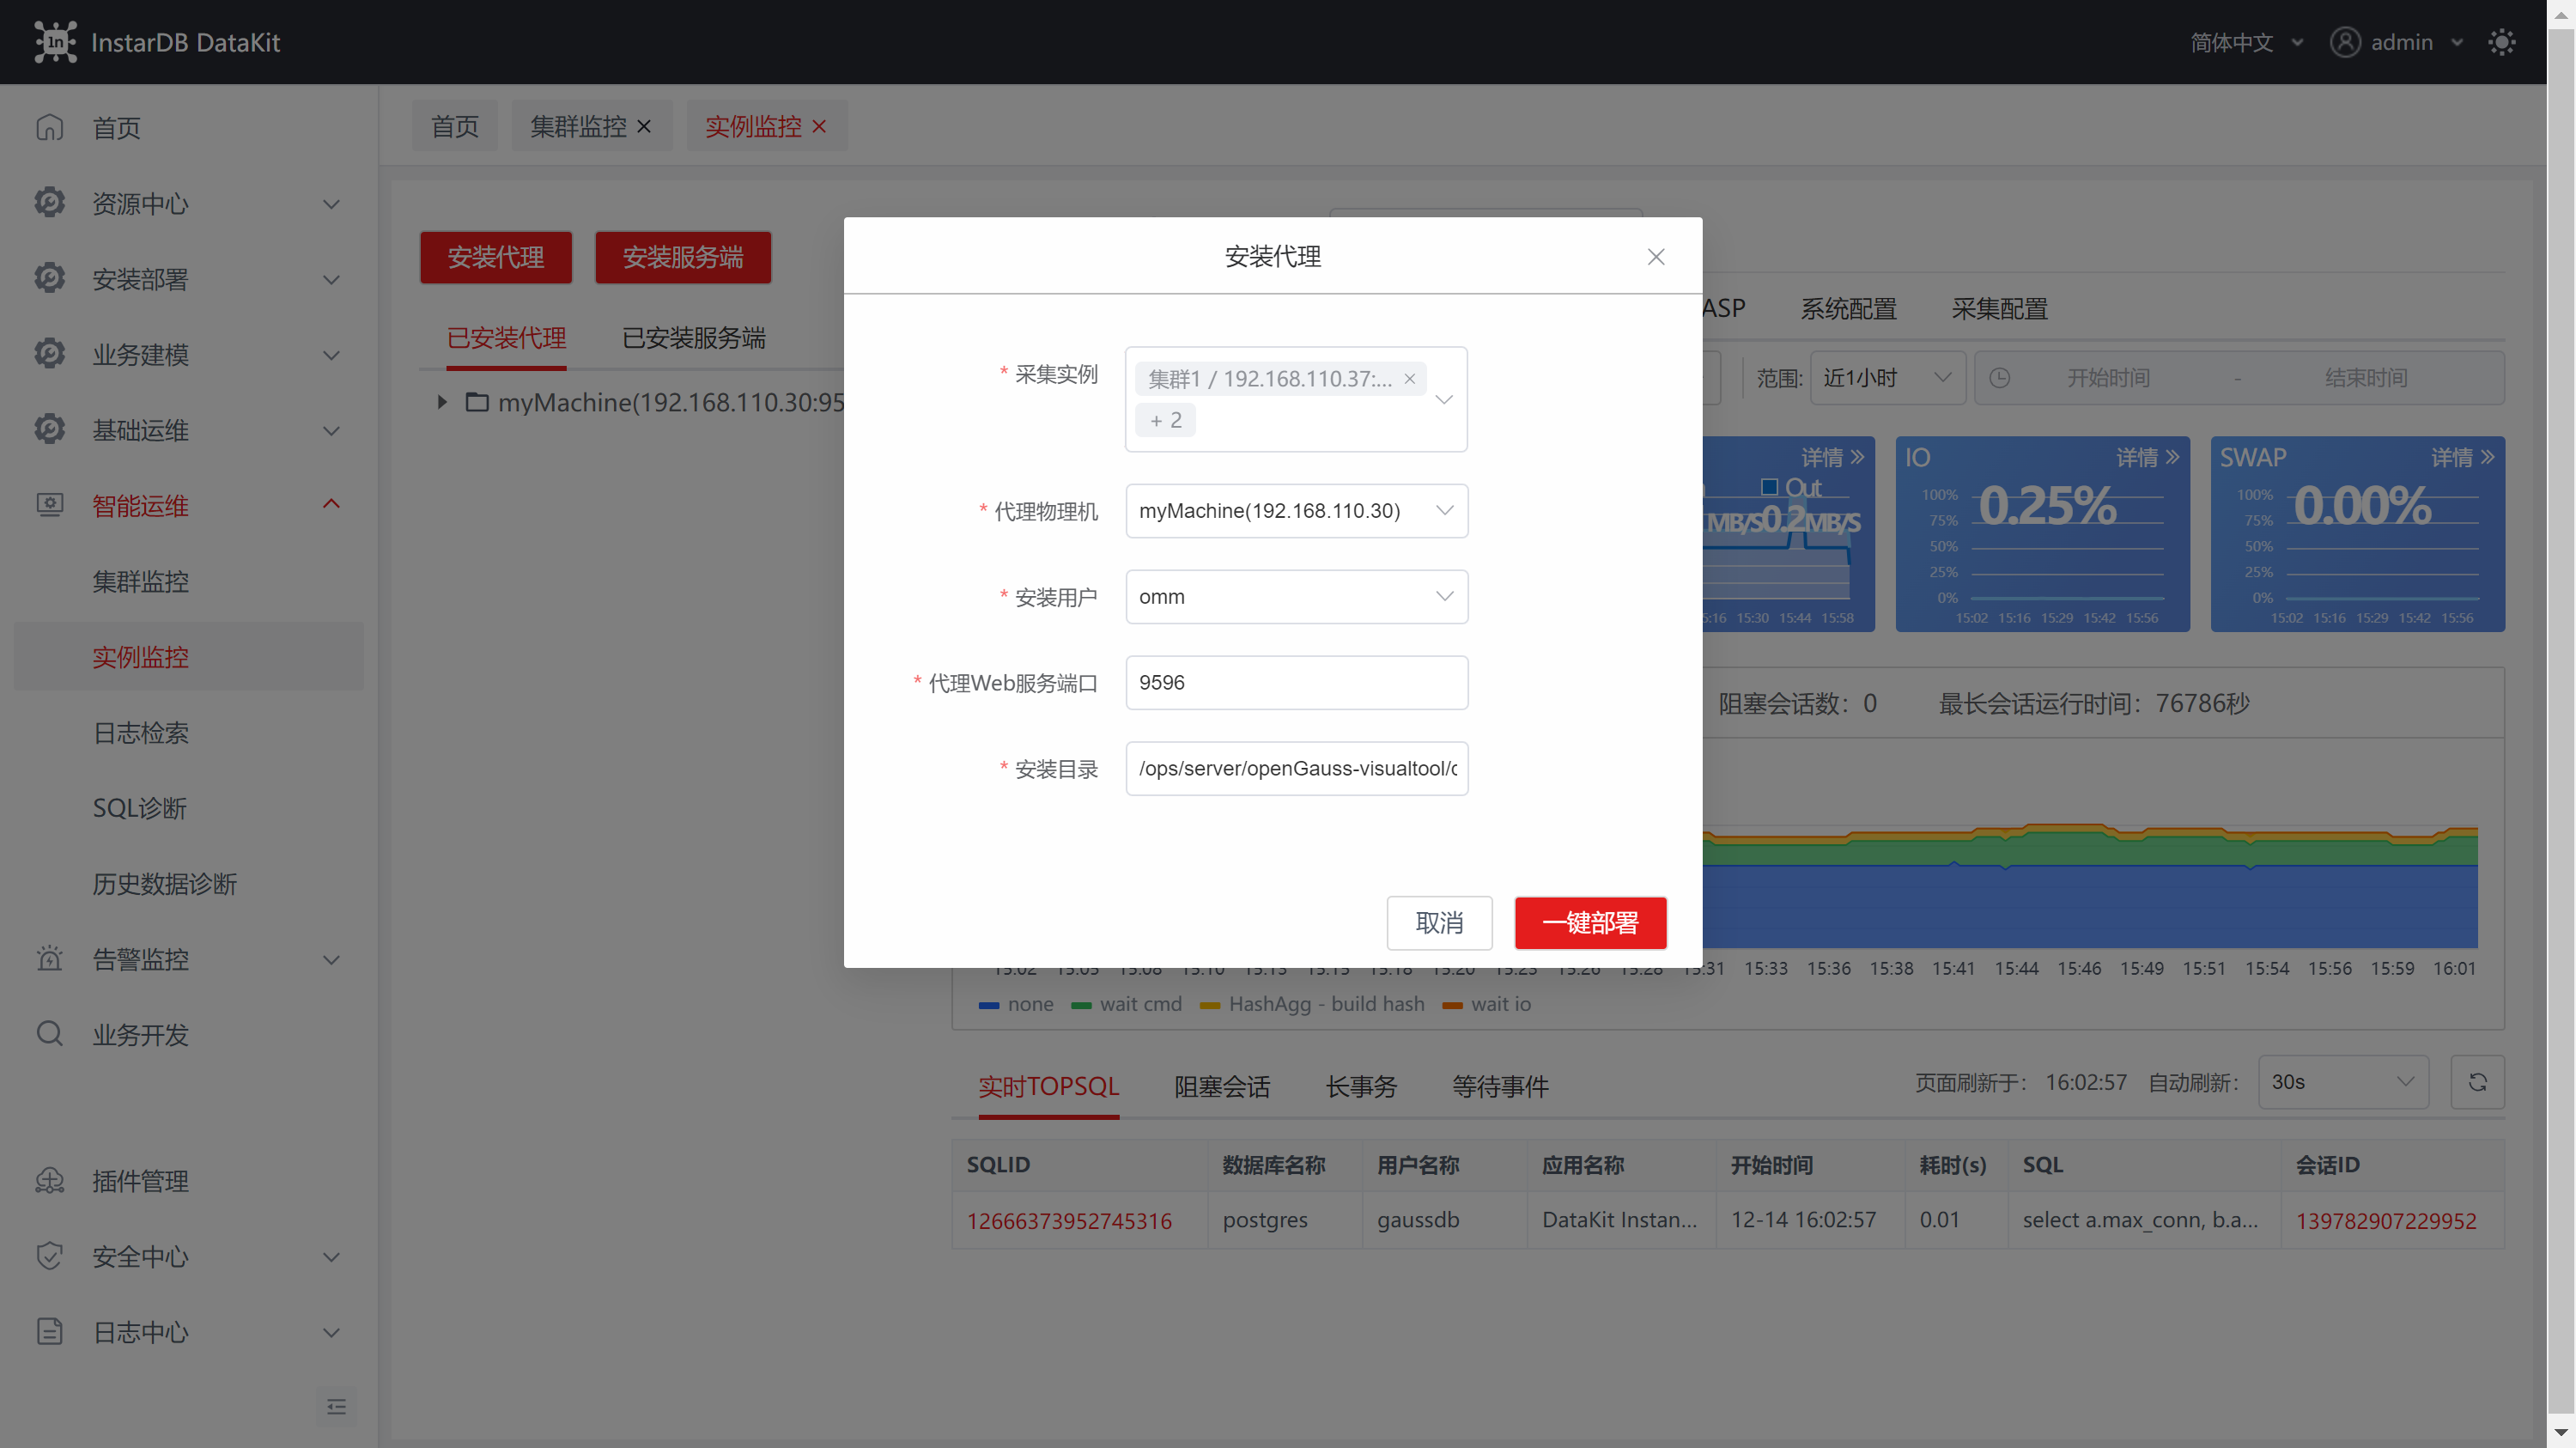 InstarDB DataKit
简体中文
admin
首页
集群监控
实例监控
首页
资源中心
安装部署
业务建模
基础运维
智能运维
集群监控
实例监控
日志检索
SQL诊断
历史数据诊断
告警监控
业务开发
插件管理
安全中心
日志中心
安装代理
安装服务端
已安装代理
已安装服务端
myMachine(192.168.110.30:95
安装代理
* 采集实例
集群1 / 192.168.110.37:...
+ 2
* 代理物理机
myMachine(192.168.110.30)
* 安装用户
omm
* 代理Web服务端口
9596
* 安装目录
/ops/server/openGauss-visualtool/
取消
一键部署
ASP
系统配置
采集配置
范围:
近1小时
开始时间 - 结束时间
详情
Out
MB/S 0.2MB/S
15:30 15:44 15:58
IO
详情
0.25%
100%
75%
50%
25%
0%
15:02 15:16 15:29 15:42 15:56
SWAP
详情
0.00%
100%
75%
50%
25%
0%
15:02 15:16 15:29 15:42 15:56
阻塞会话数：0
最长会话运行时间：76786秒
15:02 15:05 15:08 15:10 15:13 15:15 15:18 15:20 15:23 15:26 15:28 15:31 15:33 15:36 15:38 15:41 15:44 15:46 15:49 15:51 15:54 15:56 15:59 16:01
none wait cmd HashAgg - build hash wait io
实时TOPSQL
阻塞会话
长事务
等待事件
页面刷新于： 16:02:57
自动刷新：
30s
SQLID 数据库名称 用户名称 应用名称 开始时间 耗时(s) SQL 会话ID
12666373952745316 postgres gaussdb DataKit Instan... 12-14 16:02:57 0.01 select a.max_conn, b.a... 139782907229952